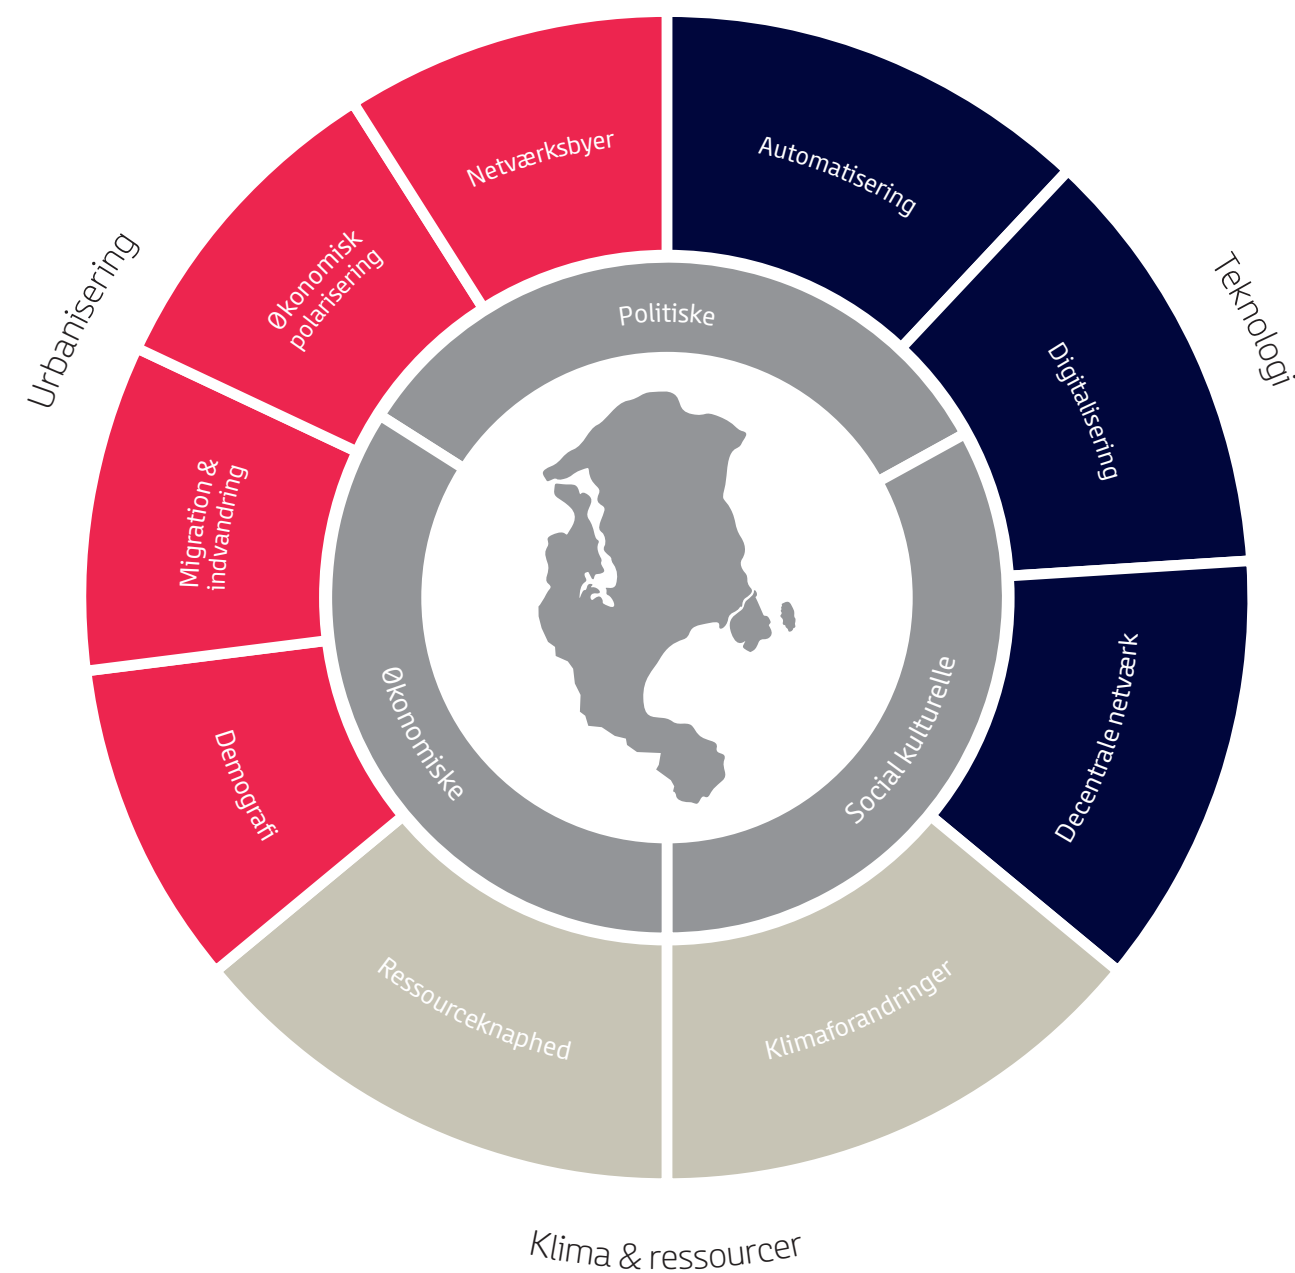 Netværksbyer
Automatisering
Økonomisk
polarisering
Urbanisering
Teknologi
Politiske
Digitalisering
Migration &
indvandring
Demografi
Økonomiske
Social kulturelle
Decentrale netværk
Ressourceknaphed
Klimaforandringer
Klima & ressourcer